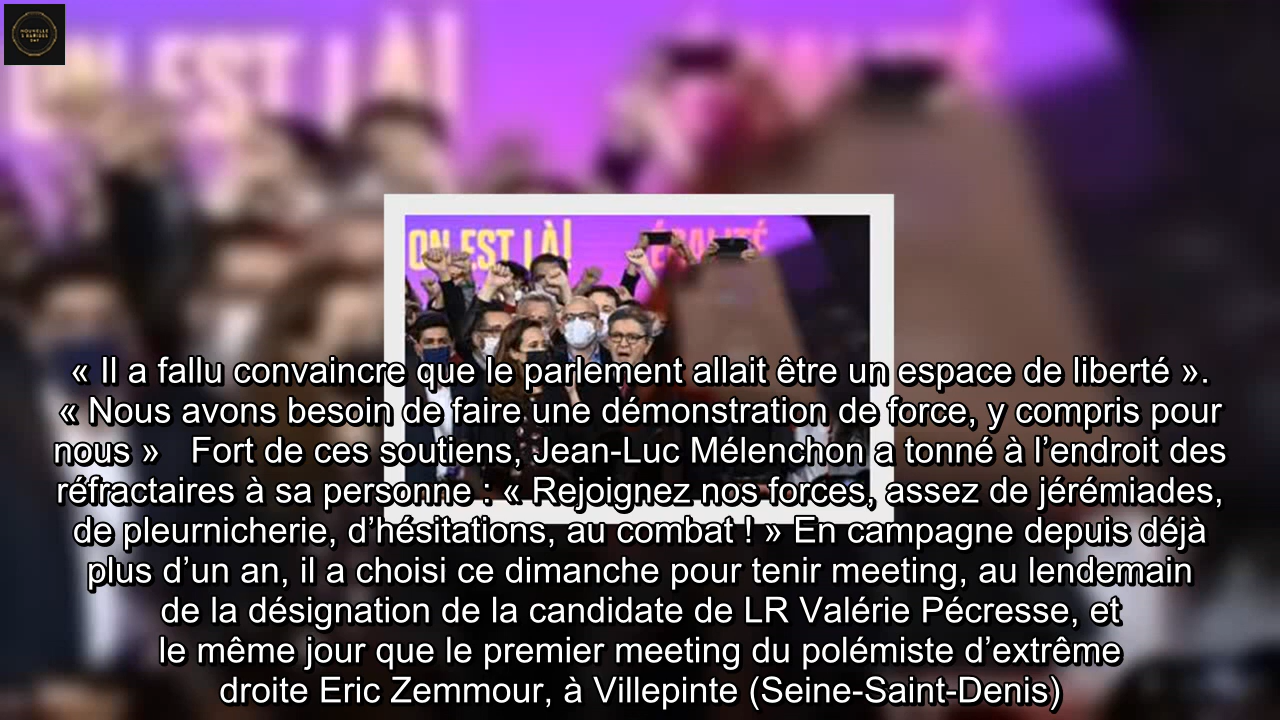 NOUVELLE
ON EST LÀ!
ÉGALITÉ
« Il a fallu convaincre que le parlement allait être un espace de liberté ».
« Nous avons besoin de faire une démonstration de force, y compris pour
nous »   Fort de ces soutiens, Jean-Luc Mélenchon a tonné à l’endroit des
réfractaires à sa personne : « Rejoignez nos forces, assez de jérémiades,
de pleurnicherie, d’hésitations, au combat ! » En campagne depuis déjà
plus d’un an, il a choisi ce dimanche pour tenir meeting, au lendemain
de la désignation de la candidate de LR Valérie Pécresse, et
le même jour que le premier meeting du polémiste d’extrême
droite Eric Zemmour, à Villepinte (Seine-Saint-Denis)